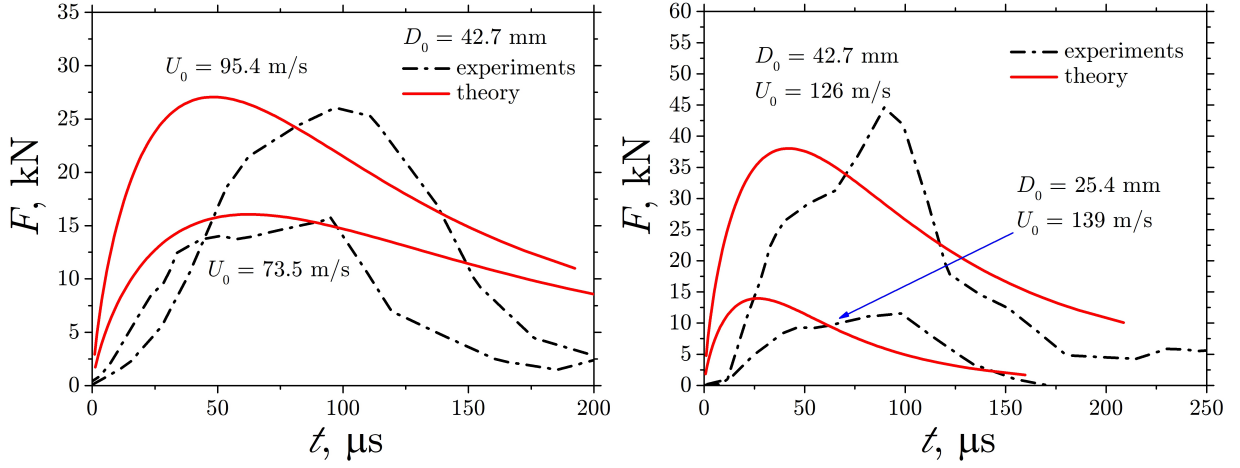 35
30
25
20
15
10
5
0
F, kN
D₀ = 42.7 mm
U₀ = 95.4 m/s
experiments
theory
U₀ = 73.5 m/s
0 50 100 150 200
t, μs
60
55
50
45
40
35
30
25
20
15
10
5
0
F, kN
D₀ = 42.7 mm
U₀ = 126 m/s
experiments
theory
D₀ = 25.4 mm
U₀ = 139 m/s
0 50 100 150 200 250
t, μs